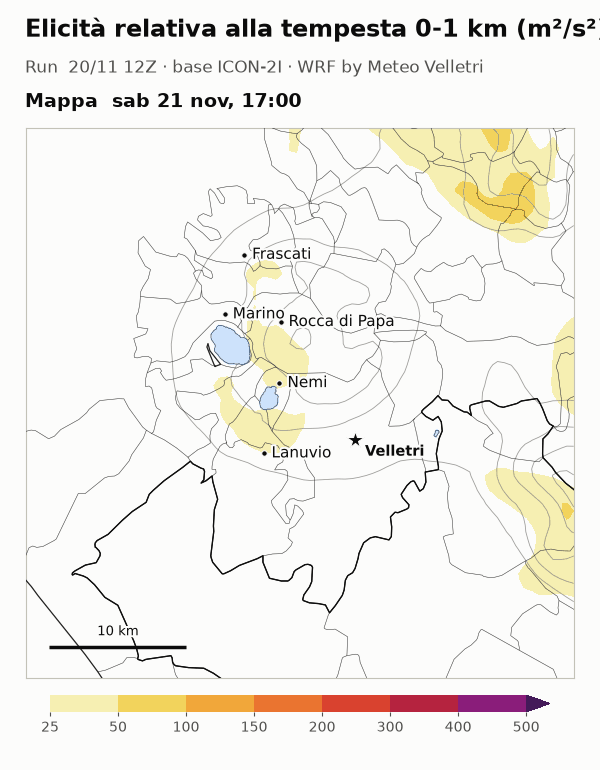 Elicità relativa alla tempesta 0-1 km (m²/s²)
Run 20/11 12Z · base ICON-2I · WRF by Meteo Velletri
Mappa sab 21 nov, 17:00
Frascati
Marino
Rocca di Papa
Nemi
Velletri
Lanuvio
10 km
25 50 100 150 200 300 400 500